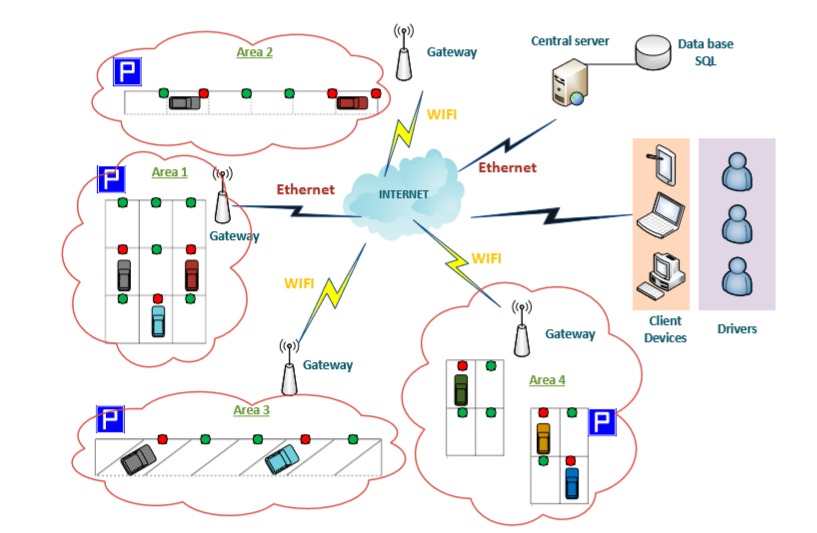 Area 2
P
Gateway
Central server
Data base
SQL
WIFI
Ethernet
Area 1
P
Ethernet
INTERNET
Gateway
WIFI
WIFI
Gateway
Gateway
Client
Devices
Drivers
Area 3
P
Area 4
P